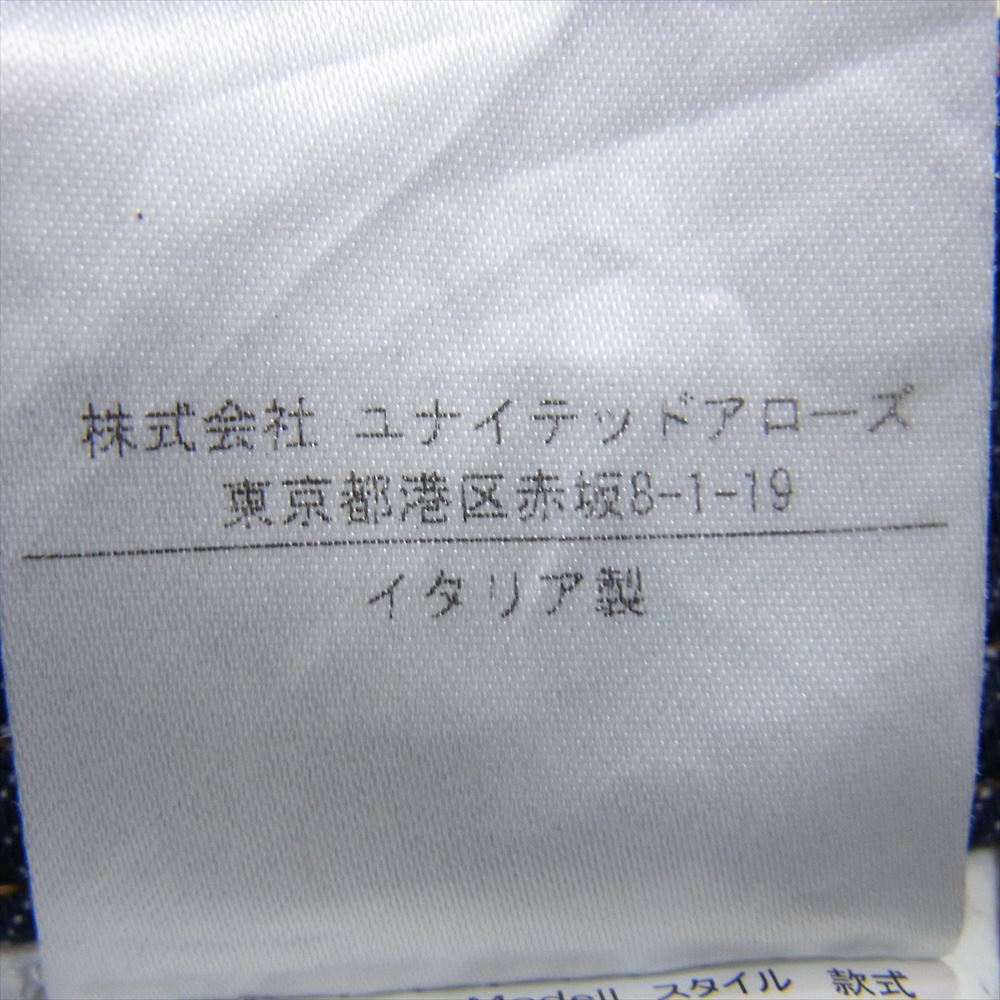 株式会社 ユナイテッドアローズ
東京都港区赤坂8-1-19
イタリア製
Modell スタイル 款式